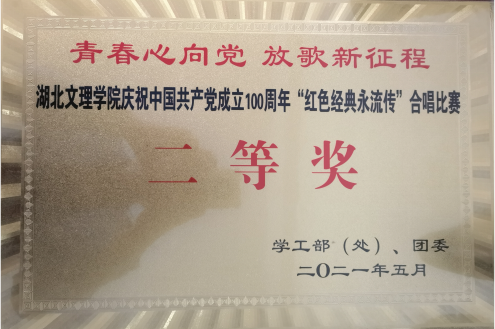 青春心向党 放歌新征程
湖北文理学院庆祝中国共产党成立100周年“红色经典永流传”合唱比赛
二等奖
学工部（处）、团委
二〇二一年五月